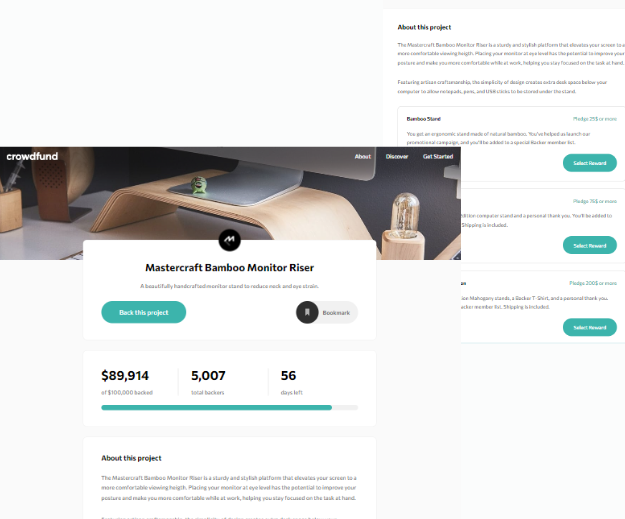 About this project
The Mastercraft Bamboo Monitor Riser is a sturdy and stylish platform that elevates your screen to a
more comfortable viewing heigth. Placing your monitor at eye level has the potential to improve your
posture and make you more comfortable while at work, helping you stay focused on the task at hand.
Featuring artisan craftsmanship, the simplicity of design creates extra desk space below your
computer to allow notepads, pens, and USB sticks to be stored under the stand.
Bamboo Stand
Pledge 25$ or more
You get an ergonomic stand made of natural bamboo. You've helped us launch our
promotional campaign, and you'll be added to a special Backer member list.
Select Reward
Pledge 75$ or more
computer stand and a personal thank you. You'll be added to
Shipping is included.
Select Reward
Pledge 200$ or more
Mahogany stands, a Backer T-Shirt, and a personal thank you.
member list. Shipping is included.
Select Reward
crowdfund
About
Discover
Get Started
Mastercraft Bamboo Monitor Riser
A beautifully handcrafted monitor stand to reduce neck and eye strain.
Back this project
Bookmark
$89,914
of $100,000 backed
5,007
total backers
56
days left
About this project
The Mastercraft Bamboo Monitor Riser is a sturdy and stylish platform that elevates your screen to a
more comfortable viewing heigth. Placing your monitor at eye level has the potential to improve your
posture and make you more comfortable while at work, helping you stay focused on the task at hand.